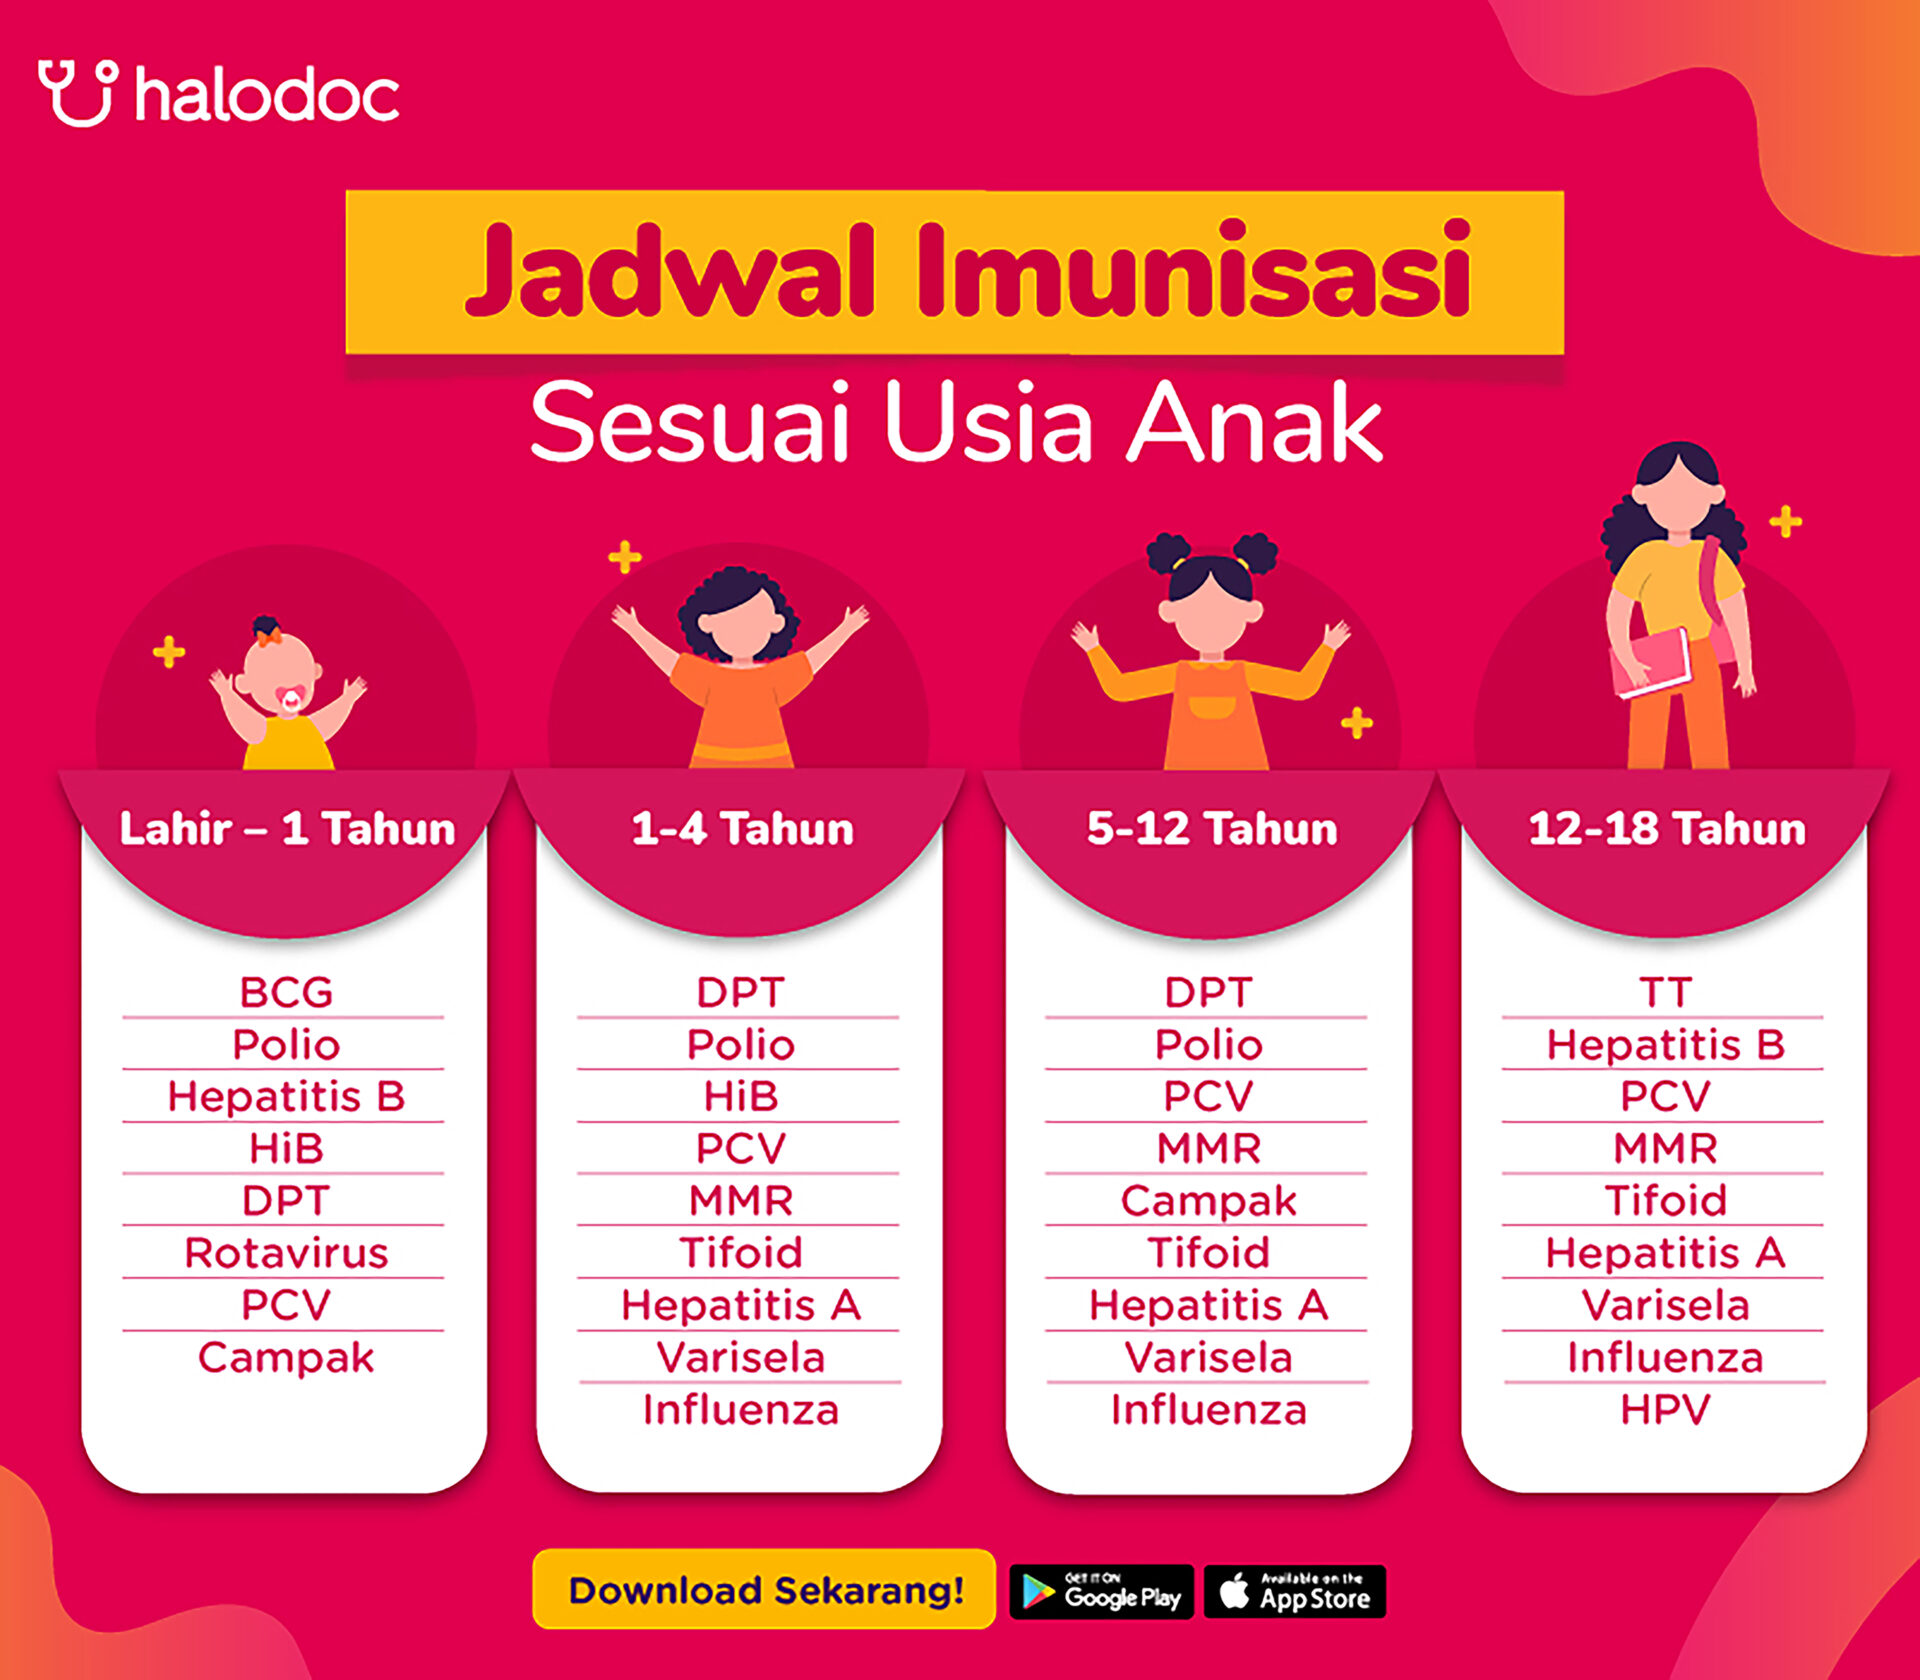 halodoc
Jadwal Imunisasi
Sesuai Usia Anak
Lahir – 1 Tahun
BCG
Polio
Hepatitis B
HiB
DPT
Rotavirus
PCV
Campak
1-4 Tahun
DPT
Polio
HiB
PCV
MMR
Tifoid
Hepatitis A
Varisela
Influenza
5-12 Tahun
DPT
Polio
PCV
MMR
Campak
Tifoid
Hepatitis A
Varisela
Influenza
12-18 Tahun
TT
Hepatitis B
PCV
MMR
Tifoid
Hepatitis A
Varisela
Influenza
HPV
Download Sekarang!
GET IT ON
Google Play
Available on the
App Store